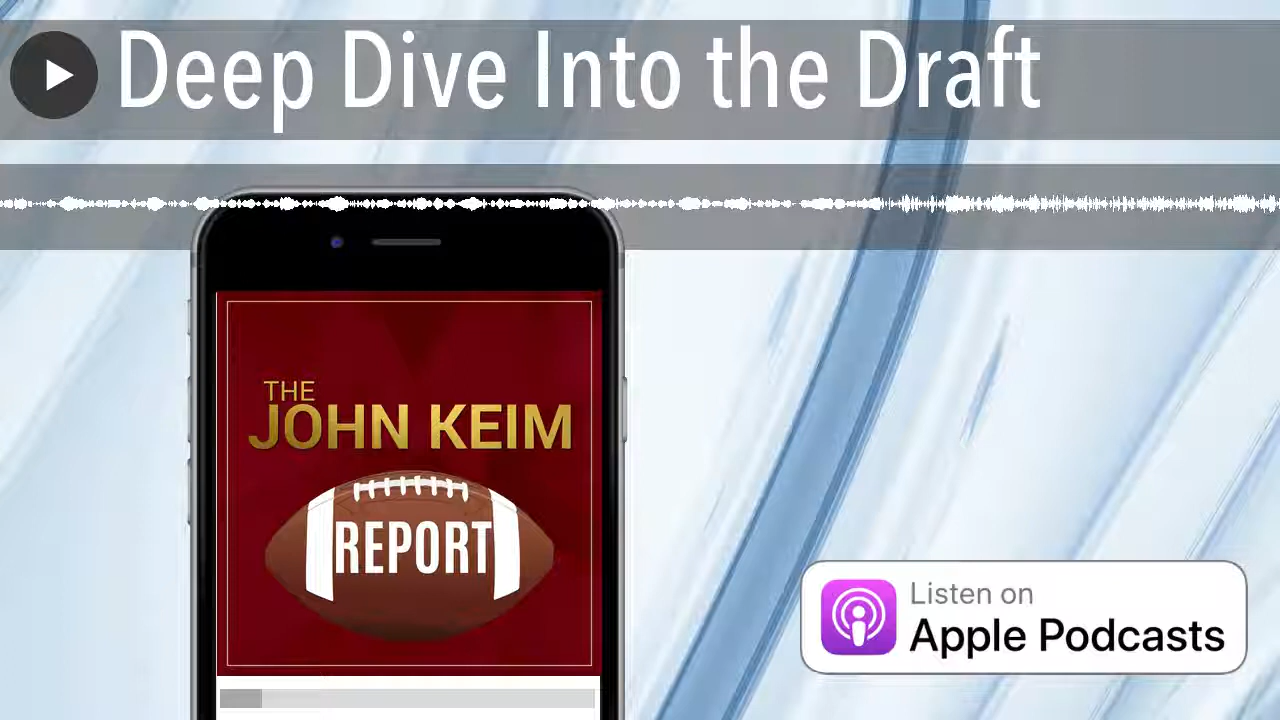 Deep Dive Into the Draft
THE
JOHN KEIM
REPORT
Listen on
Apple Podcasts